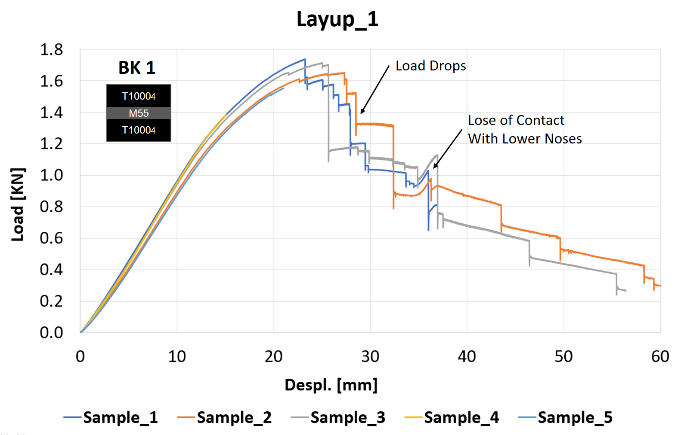 Layup_1
BK 1
T10004
M55
T10004
Load Drops
Lose of Contact
With Lower Noses
Load [KN]
1.8
1.6
1.4
1.2
1.0
0.8
0.6
0.4
0.2
0.0
0 10 20 30 40 50 60
Despl. [mm]
Sample_1 Sample_2 Sample_3 Sample_4 Sample_5